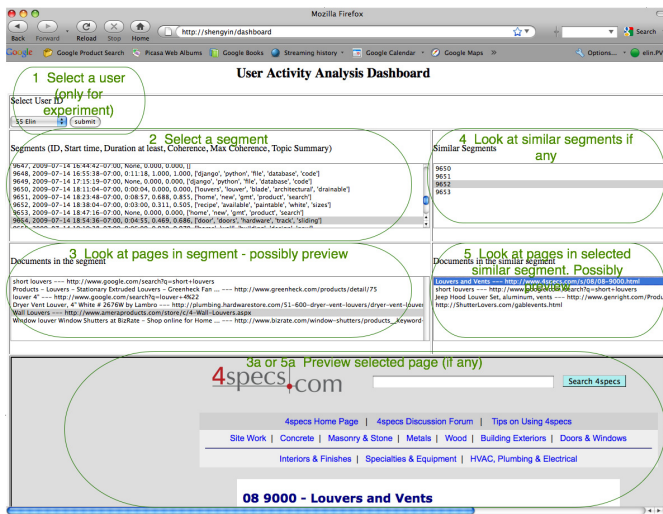 Mozilla Firefox
http://shengyin/dashboard
Search
Back Forward Reload Stop Home
Google Google Product Search Picasa Web Albums Google Books Streaming history Google Calendar Google Maps » Options... elin.PV
User Activity Analysis Dashboard
1 Select a user
(only for
experiment)
Select User ID
55 Elin submit
2 Select a segment
Segments (ID, Start time, Duration at least, Coherence, Max Coherence, Topic Summary)
9647, 2009-07-14 16:44:42-07:00, None, 0.000, 0.000, []
9648, 2009-07-14 16:55:38-07:00, 0:11:18, 1.000, 1.000, ['django', 'python', 'file', 'database', 'code']
9649, 2009-07-14 17:15:19-07:00, None, 0.000, 0.000, ['django', 'python', 'file', 'database', 'code']
9650, 2009-07-14 18:11:04-07:00, 0:00:04, 0.000, 0.000, ['louvers', 'louver', 'blade', 'architectural', 'drainable']
9651, 2009-07-14 18:23:48-07:00, 0:08:57, 0.688, 0.855, ['home', 'new', 'gmt', 'product', 'search']
9652, 2009-07-14 18:38:04-07:00, 0:03:00, 0.311, 0.505, ['recipe', 'available', 'paintable', 'white', 'sizes']
9653, 2009-07-14 18:47:16-07:00, None, 0.000, 0.000, ['home', 'new', 'gmt', 'product', 'search']
9654, 2009-07-14 18:54:36-07:00, 0:04:55, 0.469, 0.686, ['door', 'doors', 'hardware', 'track', 'sliding']
4 Look at similar segments if
any
Similar Segments
9650
9651
9652
9653
3 Look at pages in segment - possibly preview
Documents in the segment
short louvers --- http://www.google.com/search?q=short+louvers
Products - Louvers - Stationary Extruded Louvers - Greenheck Fan ... --- http://www.greenheck.com/products/detail/75
louver 4" --- http://www.google.com/search?q=louver+4%22
Dryer Vent Louver, 4" White # 2676W by Lambro --- http://plumbing.hardwarestore.com/51-600-dryer-vent-louvers/dryer-vent-louver
Wall Louvers --- http://www.ameraproducts.com/store/c/4-Wall-Louvers.aspx
Window louver Window Shutters at BizRate - Shop online for Home ... --- http://www.bizrate.com/window-shutters/products__keyword-
5 Look at pages in selected
similar segment. Possibly
preview
Documents in the similar segment
Louvers and Vents --- http://www.4specs.com/s/08/08-9000.html
short louvers --- http://www.google.com/search?q=short+louvers
Jeep Hood Louver Set, aluminum, vents --- http://www.genright.com/Produ
http://ShutterLovers.com/gablevents.html
3a or 5a Preview selected page (if any)
4specs.com
Search 4specs
4specs Home Page | 4specs Discussion Forum | Tips on Using 4specs
Site Work | Concrete | Masonry & Stone | Metals | Wood | Building Exteriors | Doors & Windows
Interiors & Finishes | Specialties & Equipment | HVAC, Plumbing & Electrical
08 9000 - Louvers and Vents